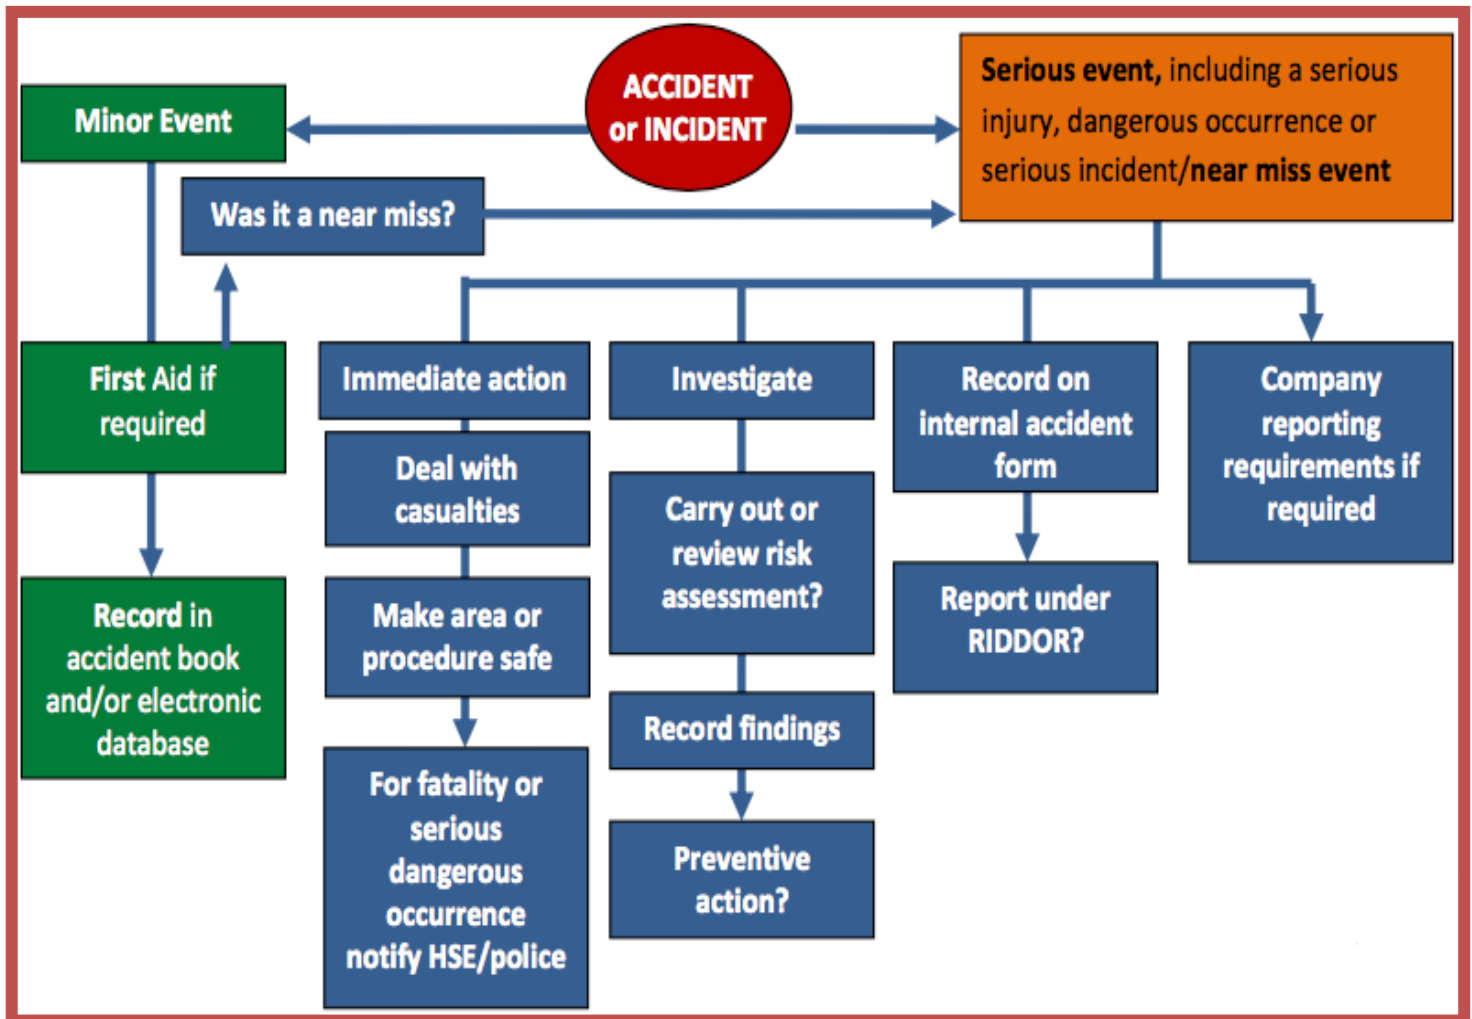 ACCIDENT
or INCIDENT
Minor Event
Serious event, including a serious
injury, dangerous occurrence or
serious incident/near miss event
Was it a near miss?
First Aid if
required
Record in
accident book
and/or electronic
database
Immediate action
Deal with
casualties
Make area or
procedure safe
For fatality or
serious
dangerous
occurrence
notify HSE/police
Investigate
Carry out or
review risk
assessment?
Record findings
Preventive
action?
Record on
internal accident
form
Report under
RIDDOR?
Company
reporting
requirements if
required